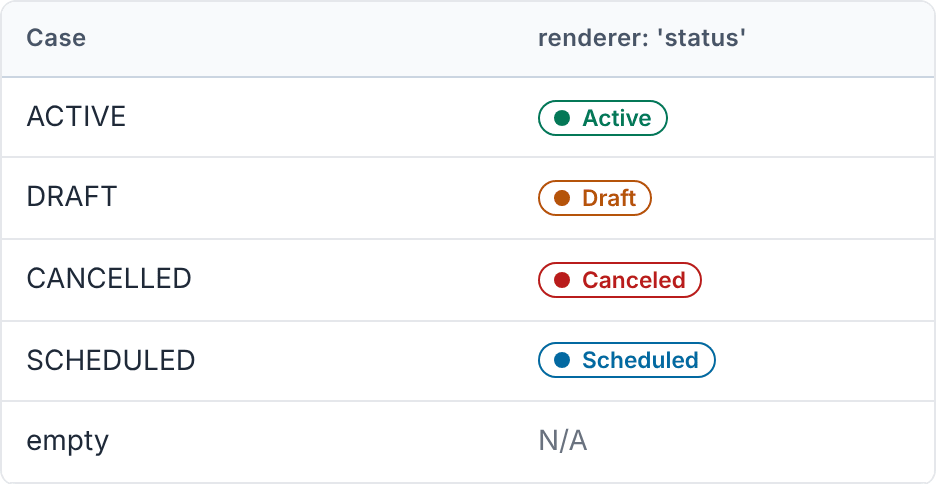 Case renderer: 'status'
ACTIVE Active
DRAFT Draft
CANCELLED Canceled
SCHEDULED Scheduled
empty N/A